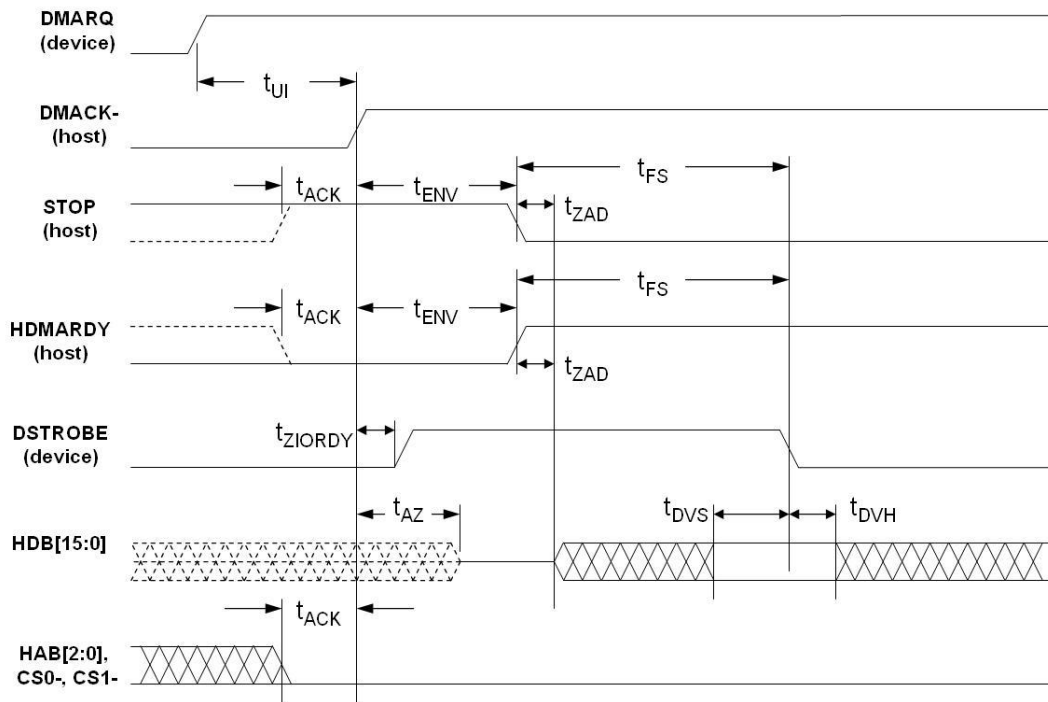 DMARQ
(device)
tUI
DMACK-
(host)
tFS
tACK
tENV
tZAD
STOP
(host)
tFS
tACK
tENV
HDMARDY
(host)
tZAD
DSTROBE
(device)
tZIORDY
tAZ
tDVS
tDVH
HDB[15:0]
tACK
HAB[2:0],
CS0-, CS1-